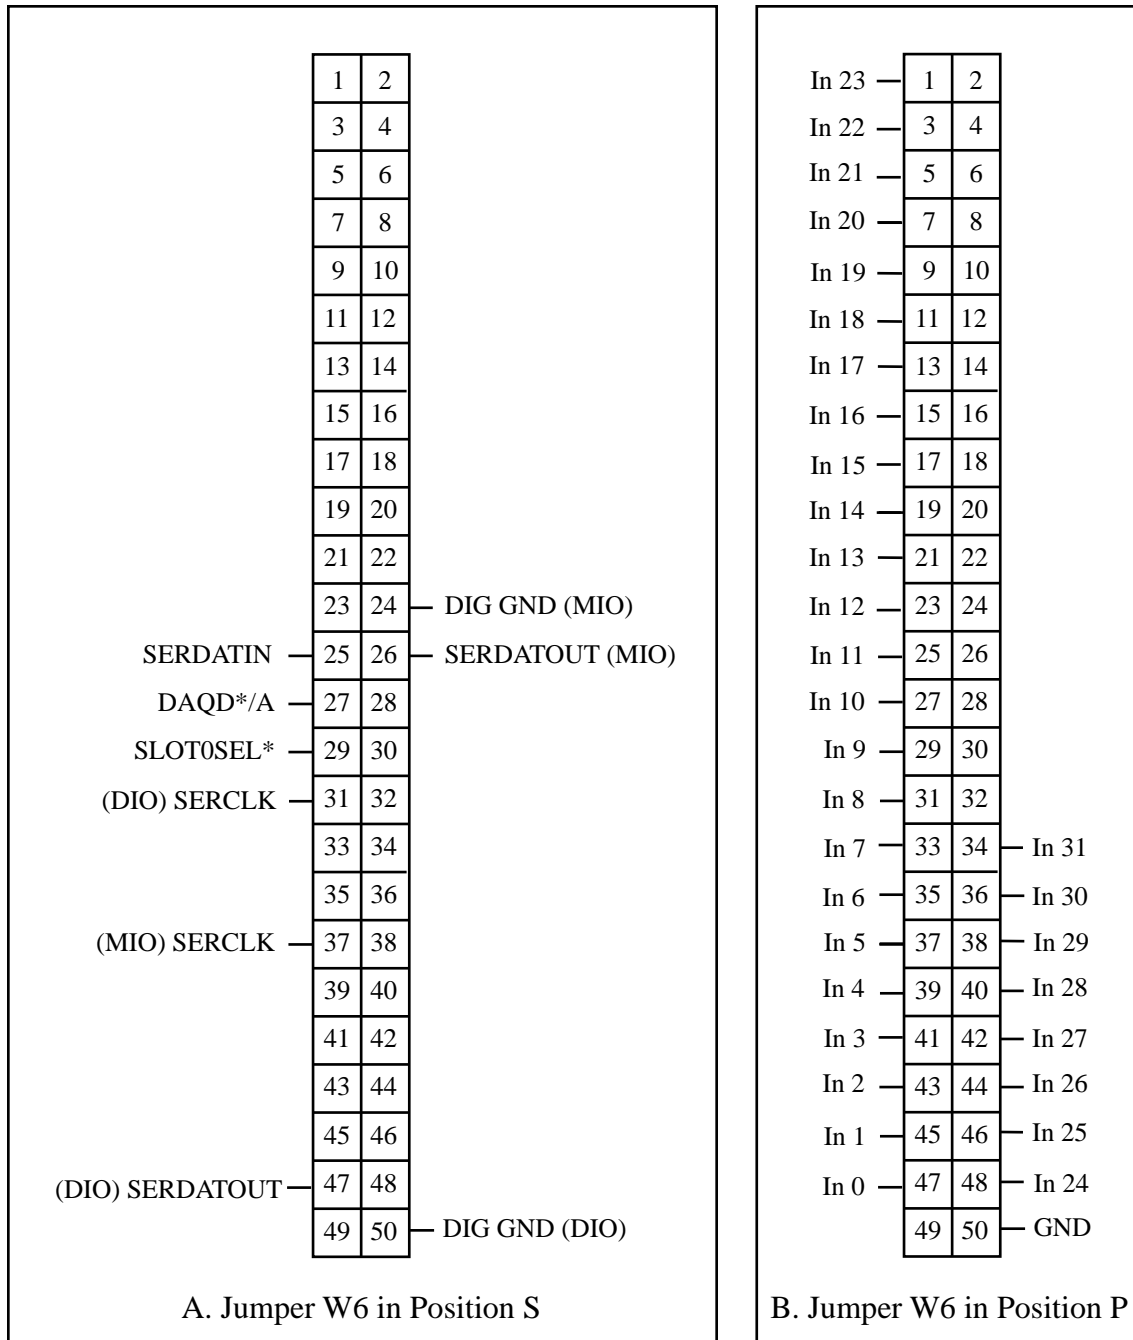 1 2
3 4
5 6
7 8
9 10
11 12
13 14
15 16
17 18
19 20
21 22
23 24 DIG GND (MIO)
SERDATIN 25 26 SERDATOUT (MIO)
DAQD*/A 27 28
SLOT0SEL* 29 30
(DIO) SERCLK 31 32
33 34
35 36
(MIO) SERCLK 37 38
39 40
41 42
43 44
45 46
(DIO) SERDATOUT 47 48
49 50 DIG GND (DIO)
A. Jumper W6 in Position S
In 23 1 2
In 22 3 4
In 21 5 6
In 20 7 8
In 19 9 10
In 18 11 12
In 17 13 14
In 16 15 16
In 15 17 18
In 14 19 20
In 13 21 22
In 12 23 24
In 11 25 26
In 10 27 28
In 9 29 30
In 8 31 32
In 7 33 34 In 31
In 6 35 36 In 30
In 5 37 38 In 29
In 4 39 40 In 28
In 3 41 42 In 27
In 2 43 44 In 26
In 1 45 46 In 25
In 0 47 48 In 24
49 50 GND
B. Jumper W6 in Position P